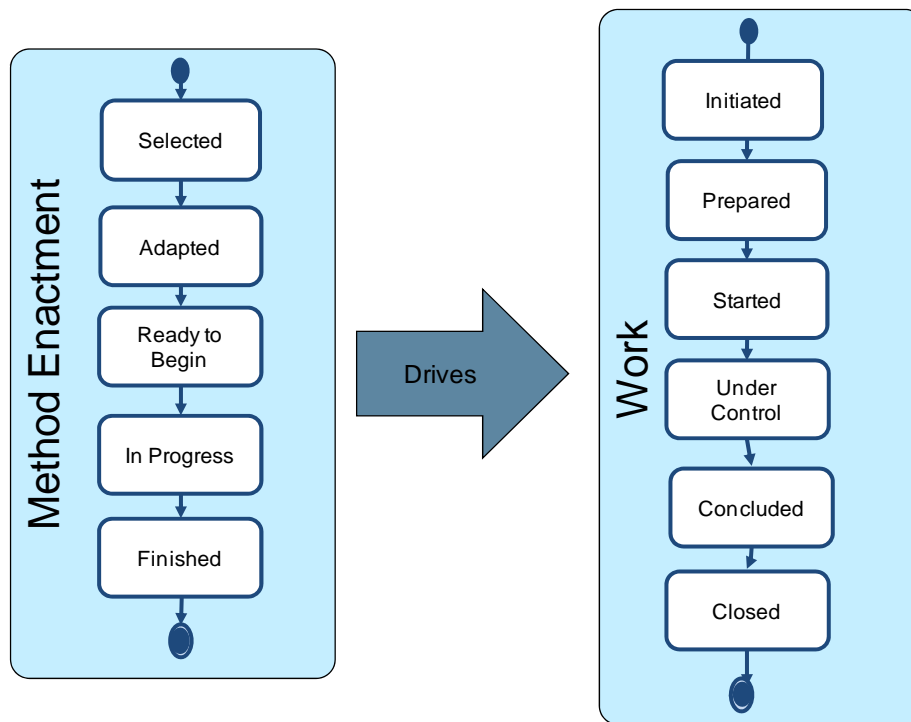 Method Enactment
Selected
Adapted
Ready to
Begin
In Progress
Finished
Drives
Work
Initiated
Prepared
Started
Under
Control
Concluded
Closed